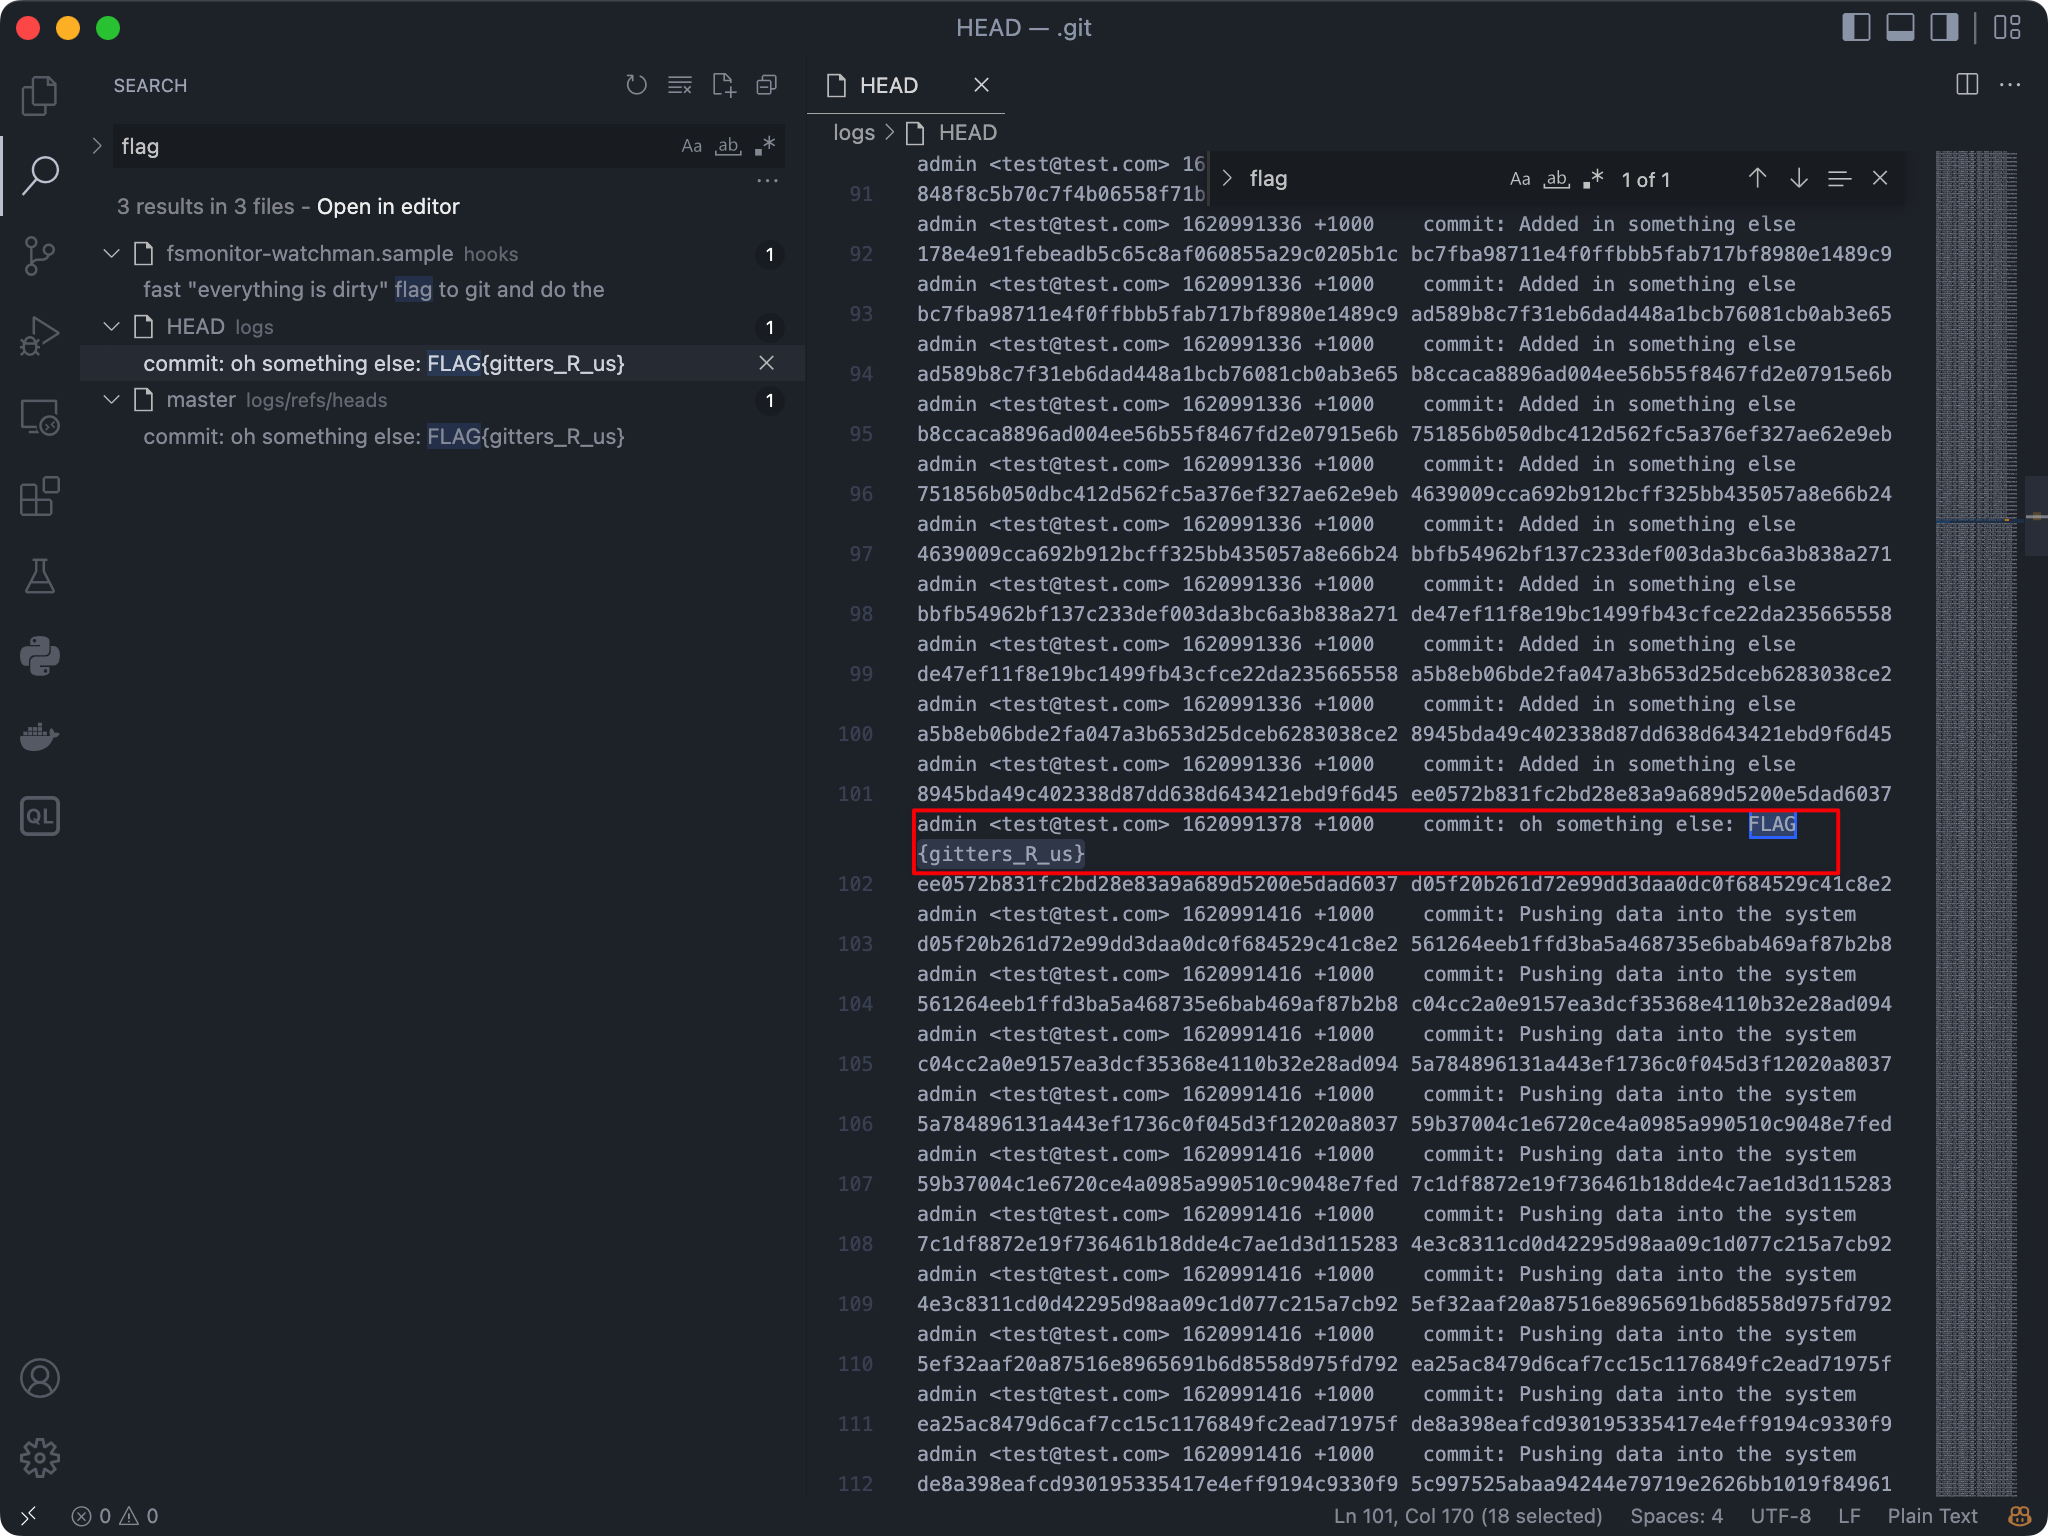 HEAD — .git
SEARCH
flag
Aa ab .*
3 results in 3 files - Open in editor
fsmonitor-watchman.sample hooks 1
fast "everything is dirty" flag to git and do the
HEAD logs 1
commit: oh something else: FLAG{gitters_R_us}
master logs/refs/heads 1
commit: oh something else: FLAG{gitters_R_us}
HEAD
logs > HEAD
flag Aa ab .* 1 of 1
admin <test@test.com> 16
91 848f8c5b70c7f4b06558f71b
admin <test@test.com> 1620991336 +1000 commit: Added in something else
92 178e4e91febeadb5c65c8af060855a29c0205b1c bc7fba98711e4f0ffbbb5fab717bf8980e1489c9
admin <test@test.com> 1620991336 +1000 commit: Added in something else
93 bc7fba98711e4f0ffbbb5fab717bf8980e1489c9 ad589b8c7f31eb6dad448a1bcb76081cb0ab3e65
admin <test@test.com> 1620991336 +1000 commit: Added in something else
94 ad589b8c7f31eb6dad448a1bcb76081cb0ab3e65 b8ccaca8896ad004ee56b55f8467fd2e07915e6b
admin <test@test.com> 1620991336 +1000 commit: Added in something else
95 b8ccaca8896ad004ee56b55f8467fd2e07915e6b 751856b050dbc412d562fc5a376ef327ae62e9eb
admin <test@test.com> 1620991336 +1000 commit: Added in something else
96 751856b050dbc412d562fc5a376ef327ae62e9eb 4639009cca692b912bcff325bb435057a8e66b24
admin <test@test.com> 1620991336 +1000 commit: Added in something else
97 4639009cca692b912bcff325bb435057a8e66b24 bbfb54962bf137c233def003da3bc6a3b838a271
admin <test@test.com> 1620991336 +1000 commit: Added in something else
98 bbfb54962bf137c233def003da3bc6a3b838a271 de47ef11f8e19bc1499fb43cfce22da235665558
admin <test@test.com> 1620991336 +1000 commit: Added in something else
99 de47ef11f8e19bc1499fb43cfce22da235665558 a5b8eb06bde2fa047a3b653d25dceb6283038ce2
admin <test@test.com> 1620991336 +1000 commit: Added in something else
100 a5b8eb06bde2fa047a3b653d25dceb6283038ce2 8945bda49c402338d87dd638d643421ebd9f6d45
admin <test@test.com> 1620991336 +1000 commit: Added in something else
101 8945bda49c402338d87dd638d643421ebd9f6d45 ee0572b831fc2bd28e83a9a689d5200e5dad6037
admin <test@test.com> 1620991378 +1000 commit: oh something else: FLAG
{gitters_R_us}
102 ee0572b831fc2bd28e83a9a689d5200e5dad6037 d05f20b261d72e99dd3daa0dc0f684529c41c8e2
admin <test@test.com> 1620991416 +1000 commit: Pushing data into the system
103 d05f20b261d72e99dd3daa0dc0f684529c41c8e2 561264eeb1ffd3ba5a468735e6bab469af87b2b8
admin <test@test.com> 1620991416 +1000 commit: Pushing data into the system
104 561264eeb1ffd3ba5a468735e6bab469af87b2b8 c04cc2a0e9157ea3dcf35368e4110b32e28ad094
admin <test@test.com> 1620991416 +1000 commit: Pushing data into the system
105 c04cc2a0e9157ea3dcf35368e4110b32e28ad094 5a784896131a443ef1736c0f045d3f12020a8037
admin <test@test.com> 1620991416 +1000 commit: Pushing data into the system
106 5a784896131a443ef1736c0f045d3f12020a8037 59b37004c1e6720ce4a0985a990510c9048e7fed
admin <test@test.com> 1620991416 +1000 commit: Pushing data into the system
107 59b37004c1e6720ce4a0985a990510c9048e7fed 7c1df8872e19f736461b18dde4c7ae1d3d115283
admin <test@test.com> 1620991416 +1000 commit: Pushing data into the system
108 7c1df8872e19f736461b18dde4c7ae1d3d115283 4e3c8311cd0d42295d98aa09c1d077c215a7cb92
admin <test@test.com> 1620991416 +1000 commit: Pushing data into the system
109 4e3c8311cd0d42295d98aa09c1d077c215a7cb92 5ef32aaf20a87516e8965691b6d8558d975fd792
admin <test@test.com> 1620991416 +1000 commit: Pushing data into the system
110 5ef32aaf20a87516e8965691b6d8558d975fd792 ea25ac8479d6caf7cc15c1176849fc2ead71975f
admin <test@test.com> 1620991416 +1000 commit: Pushing data into the system
111 ea25ac8479d6caf7cc15c1176849fc2ead71975f de8a398eafcd930195335417e4eff9194c9330f9
admin <test@test.com> 1620991416 +1000 commit: Pushing data into the system
112 de8a398eafcd930195335417e4eff9194c9330f9 5c997525abaa94244e79719e2626bb1019f84961
QL
0 0
Ln 101, Col 170 (18 selected) Spaces: 4 UTF-8 LF Plain Text